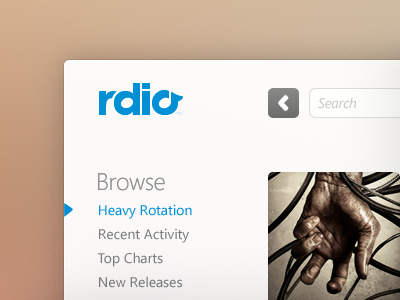 rdio
Search
Browse
Heavy Rotation
Recent Activity
Top Charts
New Releases